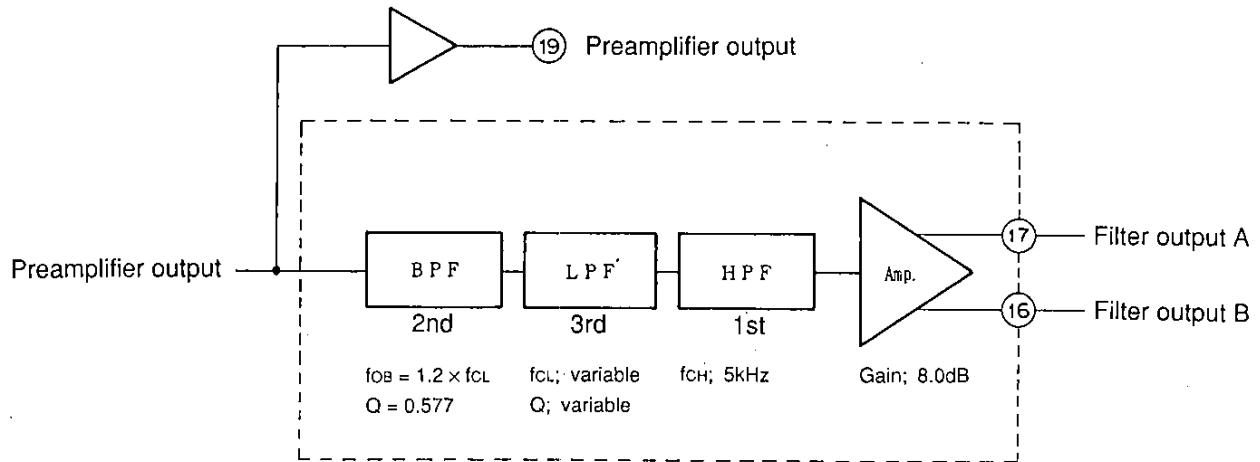 19 Preamplifier output
Preamplifier output
BPF
LPF
HPF
Amp.
17 Filter output A
16 Filter output B
2nd
3rd
1st
fOB = 1.2 × fCL
Q = 0.577
fCL; variable
Q; variable
fCH; 5kHz
Gain; 8.0dB